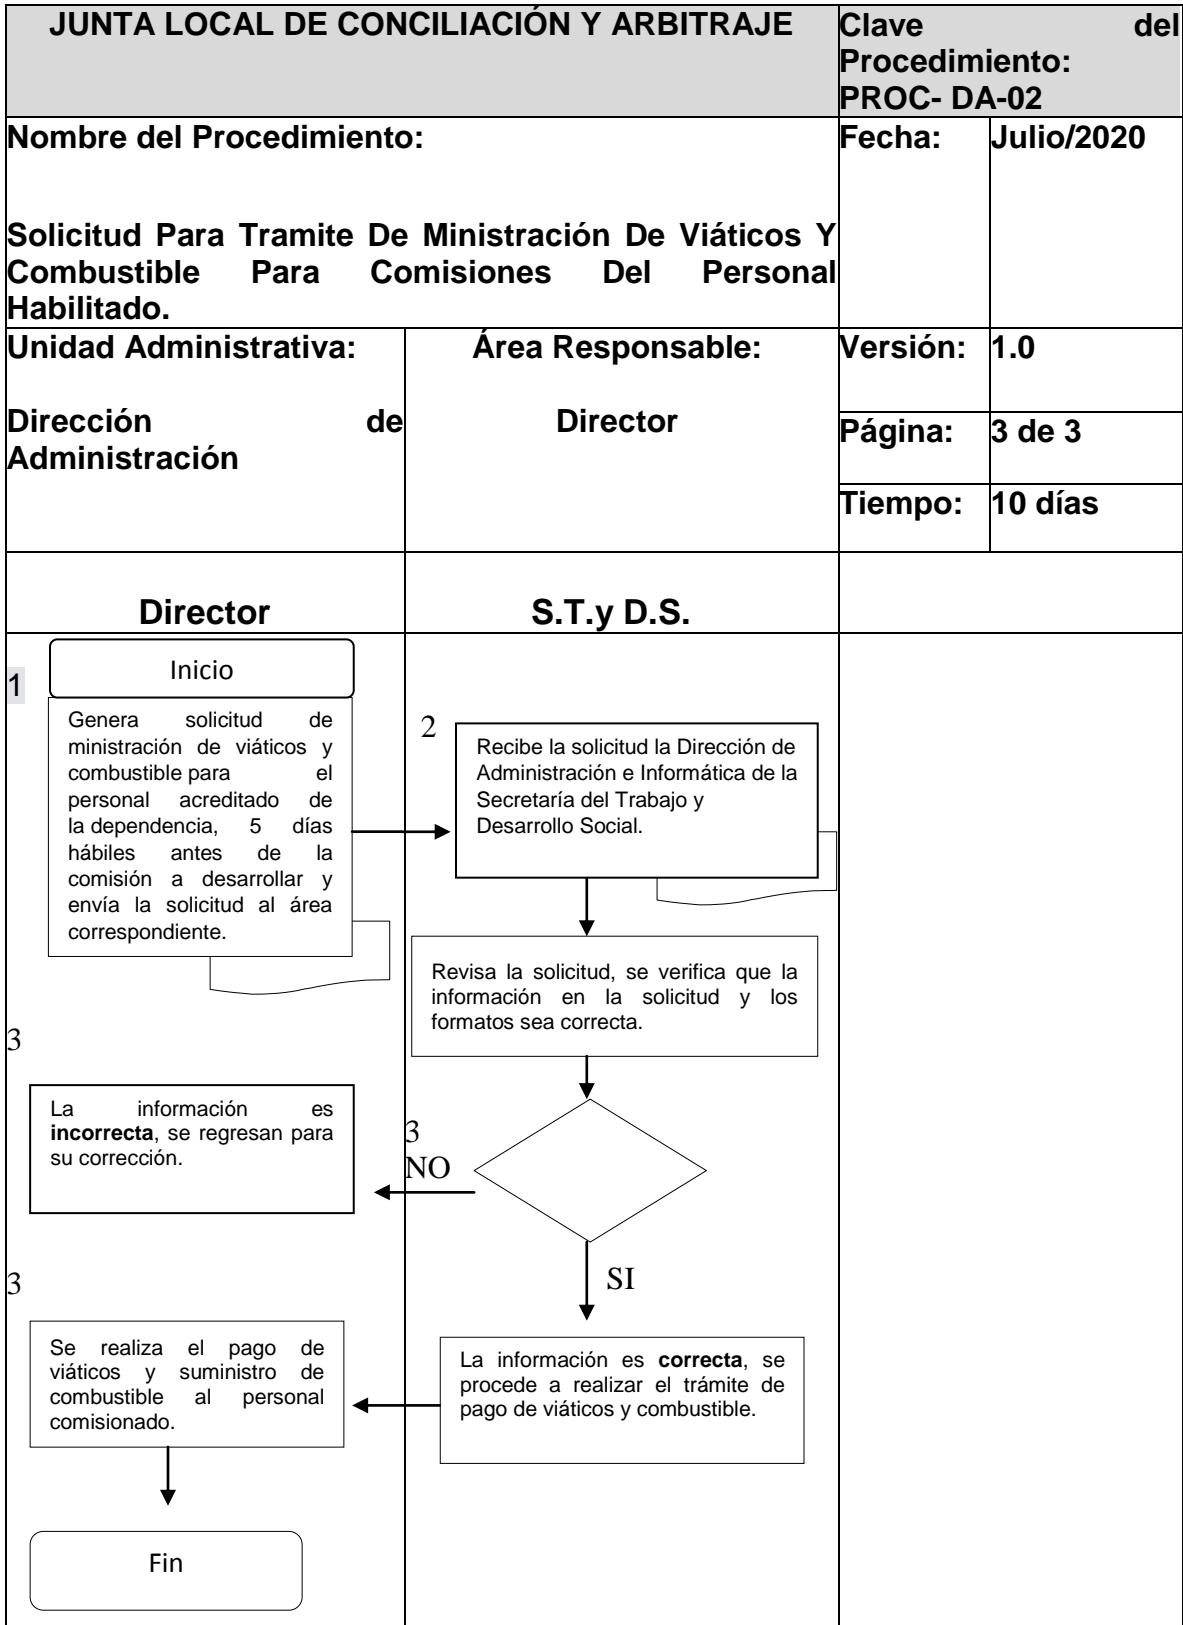 JUNTA LOCAL DE CONCILIACIÓN Y ARBITRAJE
Clave del
Procedimiento:
PROC- DA-02
Nombre del Procedimiento:
Solicitud Para Tramite De Ministración De Viáticos Y
Combustible Para Comisiones Del Personal
Habilitado.
Fecha:
Julio/2020
Unidad Administrativa:
Dirección de
Administración
Área Responsable:
Director
Versión:
1.0
Página:
3 de 3
Tiempo:
10 días
Director
S.T.y D.S.
Inicio
1
Genera solicitud de
ministración de viáticos y
combustible para el
personal acreditado de
la dependencia, 5 días
hábiles antes de la
comisión a desarrollar y
envía la solicitud al área
correspondiente.
2
Recibe la solicitud la Dirección de
Administración e Informática de la
Secretaría del Trabajo y
Desarrollo Social.
Revisa la solicitud, se verifica que la
información en la solicitud y los
formatos sea correcta.
3
La información es
incorrecta, se regresan para
su corrección.
3
NO
SI
3
Se realiza el pago de
viáticos y suministro de
combustible al personal
comisionado.
La información es correcta, se
procede a realizar el trámite de
pago de viáticos y combustible.
Fin